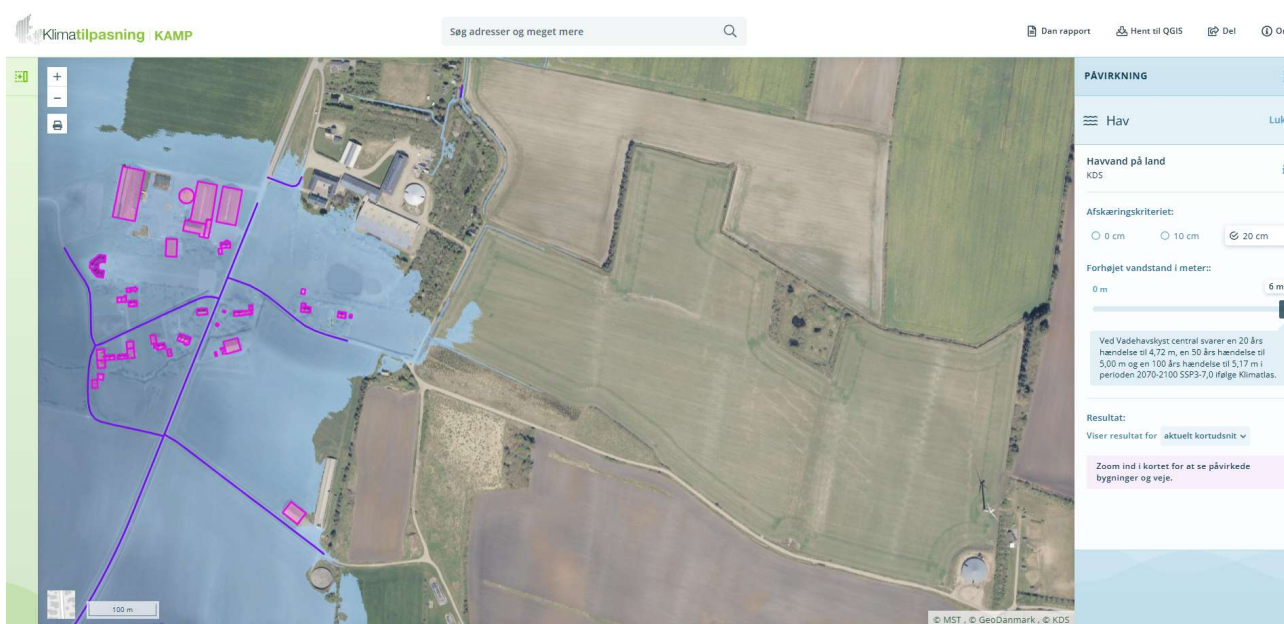 Klimatilpasning KAMP
Søg adresser og meget mere
Dan rapport
Hent til QGIS
Del
+
−
100 m
© MST , © GeoDanmark , © KDS
PÅVIRKNING
Hav
Luk
Havvand på land
KDS
Afskæringskriteriet:
0 cm
10 cm
20 cm
Forhøjet vandstand i meter::
0 m
6 m
Ved Vadehavskyst central svarer en 20 års
hændelse til 4,72 m, en 50 års hændelse til
5,00 m og en 100 års hændelse til 5,17 m i
perioden 2070-2100 SSP3-7,0 ifølge Klimatlas.
Resultat:
Viser resultat for aktuelt kortudsnit
Zoom ind i kortet for at se påvirkede
bygninger og veje.